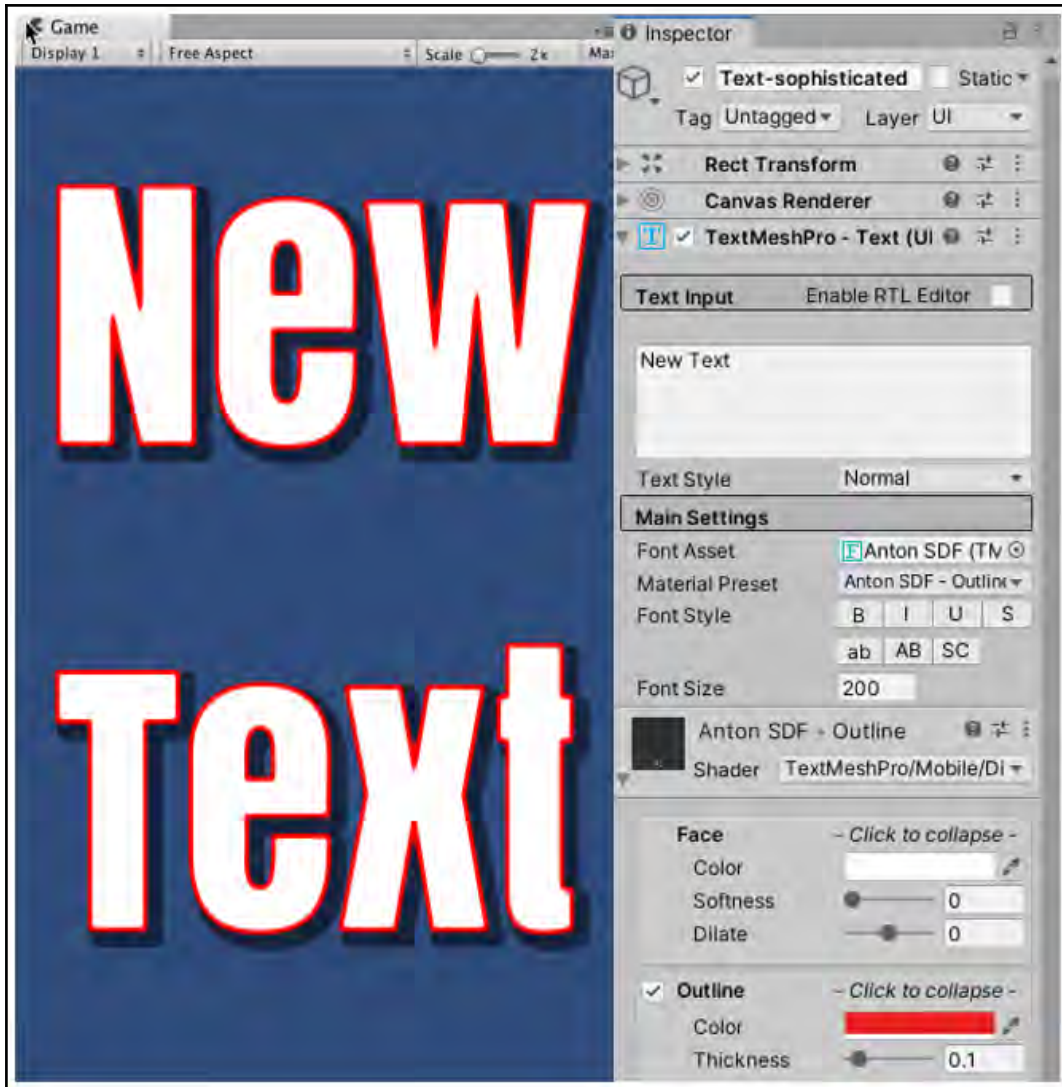 Game
Display 1 Free Aspect Scale 2x Max
New
Text
Inspector
Text-sophisticated Static
Tag Untagged Layer UI
Rect Transform
Canvas Renderer
TextMeshPro - Text (UI
Text Input Enable RTL Editor
New Text
Text Style Normal
Main Settings
Font Asset F Anton SDF (TM
Material Preset Anton SDF - Outline
Font Style B I U S
ab AB SC
Font Size 200
Anton SDF - Outline
Shader TextMeshPro/Mobile/Di
Face - Click to collapse -
Color
Softness 0
Dilate 0
Outline - Click to collapse -
Color
Thickness 0.1